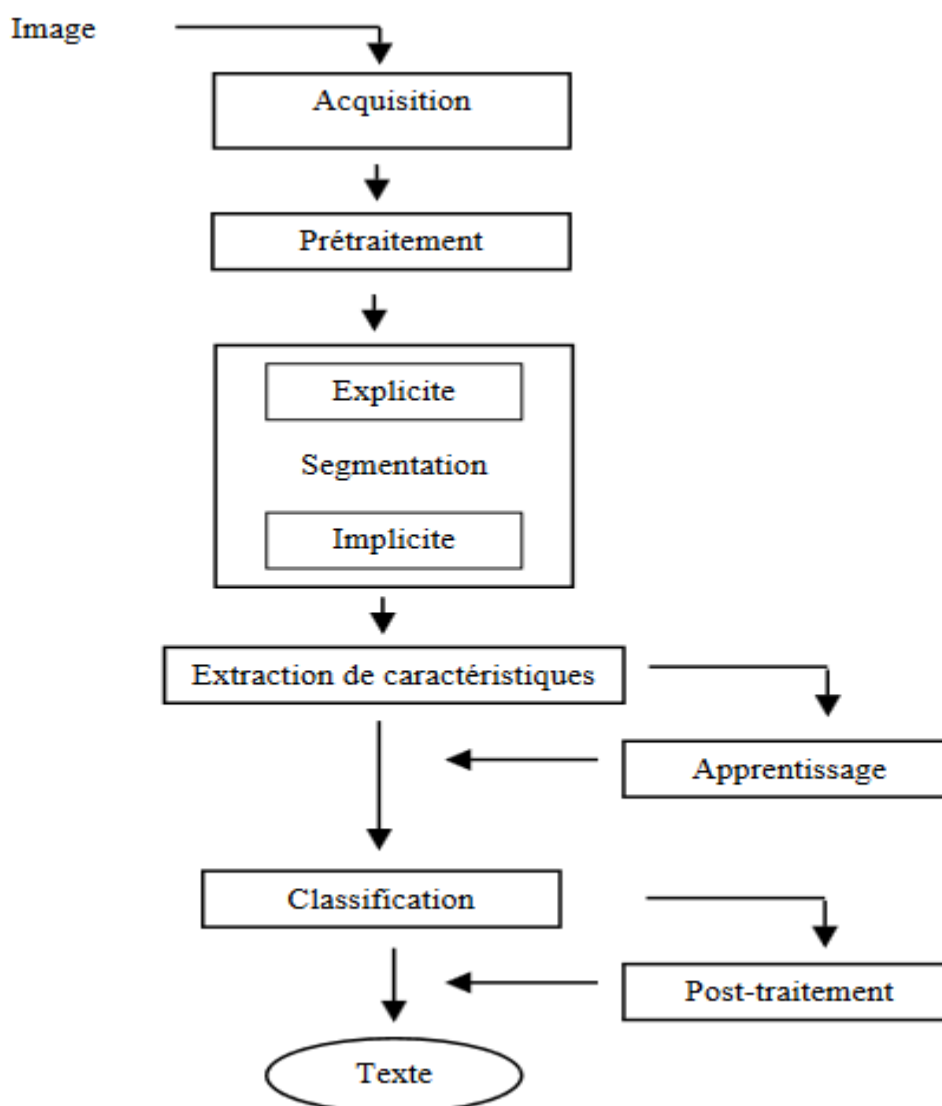 Image
Acquisition
Prétraitement
Explicite
Segmentation
Implicite
Extraction de caractéristiques
Apprentissage
Classification
Post-traitement
Texte